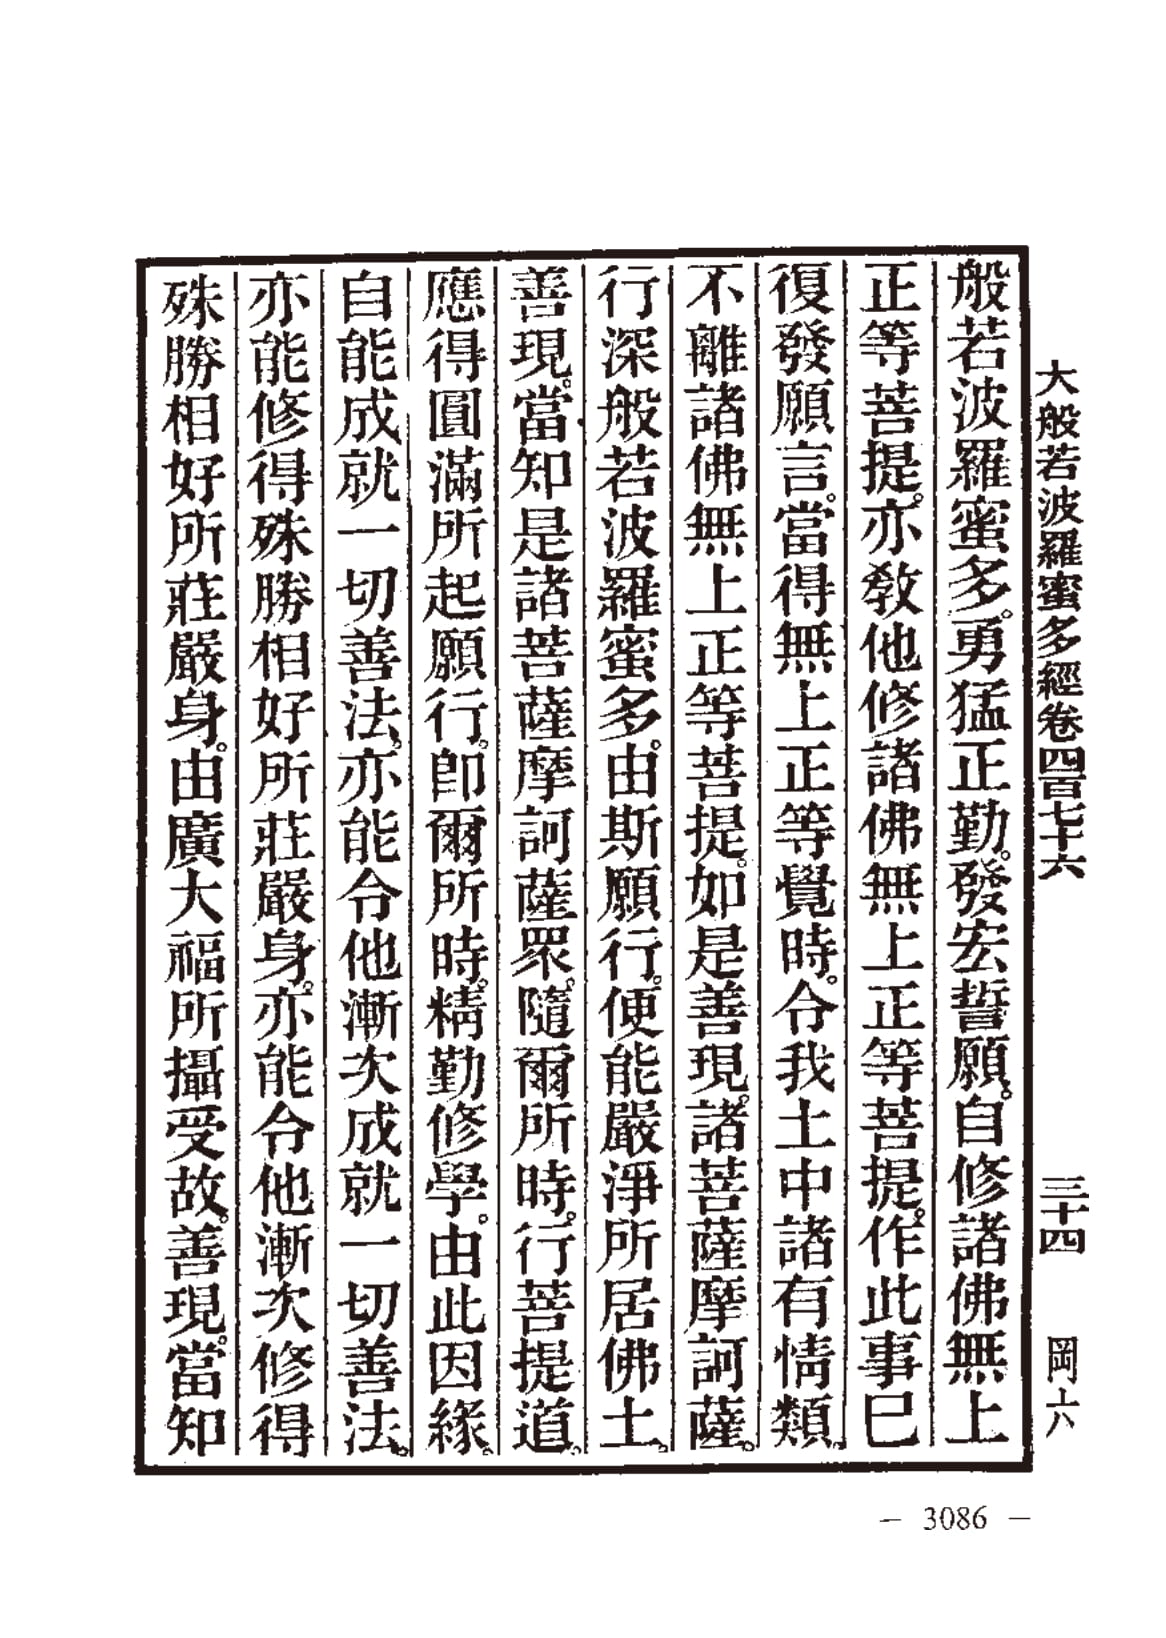 大般若波羅蜜多經卷四百七十六　三十四　岡六
般若波羅蜜多。勇猛正勤。發宏誓願。自修諸佛無上
正等菩提。亦教他修諸佛無上正等菩提。作此事已
復發願言。當得無上正等覺時。令我土中諸有情類。
不離諸佛無上正等菩提。如是善現。諸菩薩摩訶薩。
行深般若波羅蜜多。由斯願行。便能嚴淨所居佛土。
善現。當知是諸菩薩摩訶薩眾。隨爾所時。行菩提道。
應得圓滿所起願行。卽爾所時。精勤修學。由此因緣。
自能成就一切善法。亦能令他漸次成就一切善法。
亦能修得殊勝相好所莊嚴身。亦能令他漸次修得
殊勝相好所莊嚴身。由廣大福所攝受故。善現。當知
— 3086 —